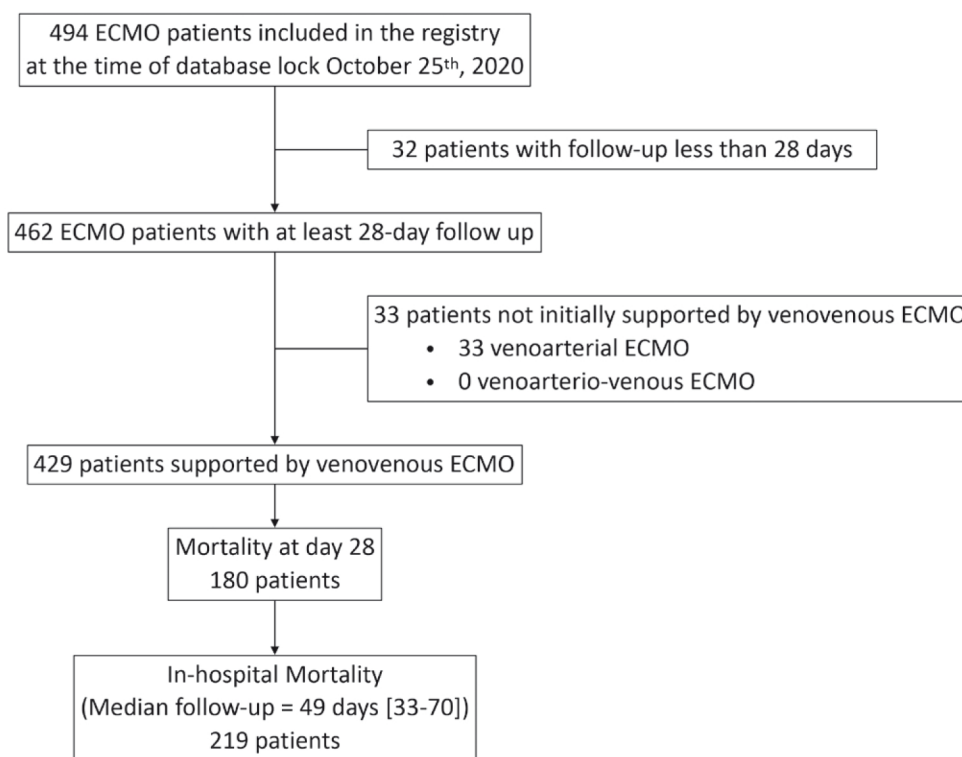 494 ECMO patients included in the registry
at the time of database lock October 25th, 2020
32 patients with follow-up less than 28 days
462 ECMO patients with at least 28-day follow up
33 patients not initially supported by venovenous ECMO
• 33 venoarterial ECMO
• 0 venoarterio-venous ECMO
429 patients supported by venovenous ECMO
Mortality at day 28
180 patients
In-hospital Mortality
(Median follow-up = 49 days [33-70])
219 patients